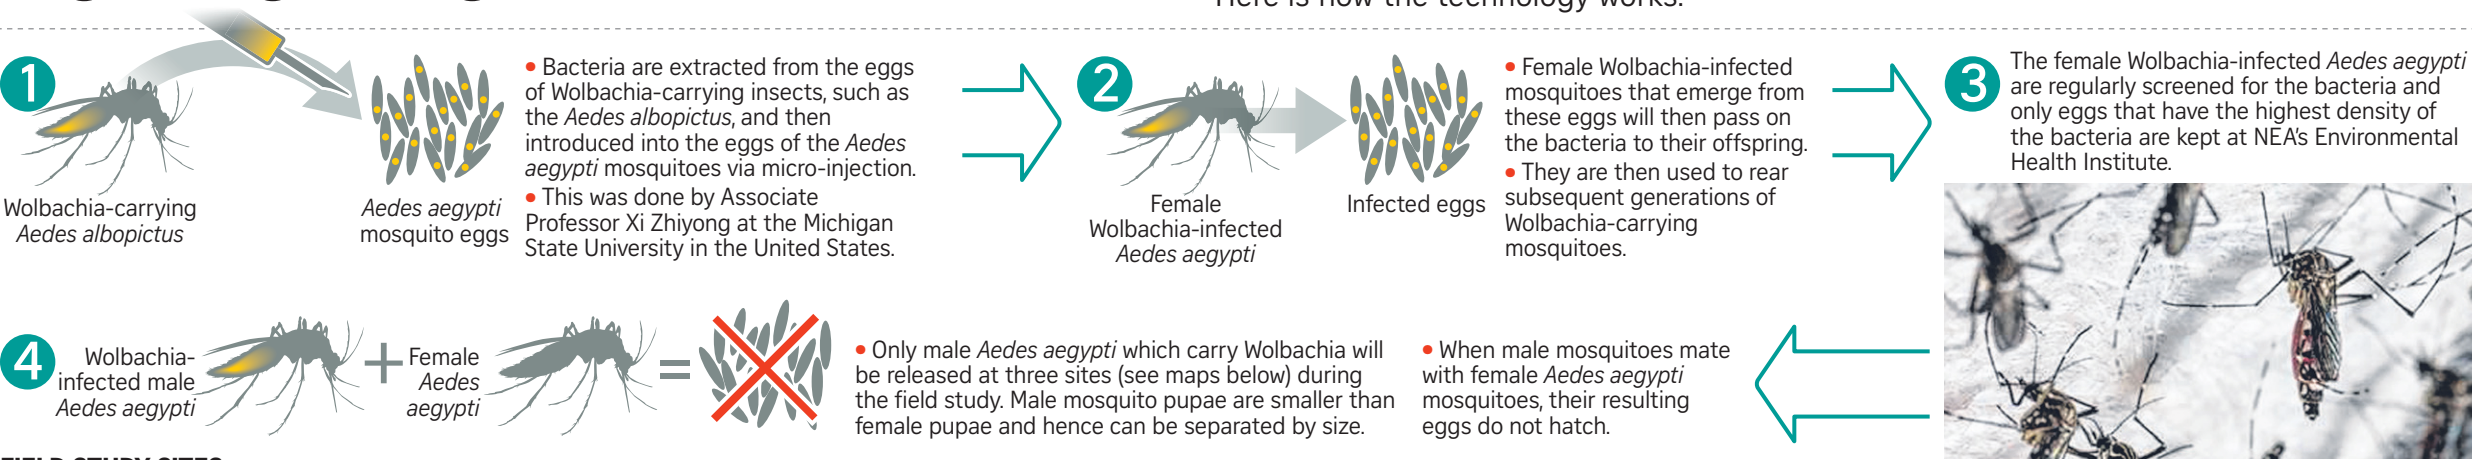 Here is how the technology works.
1
• Bacteria are extracted from the eggs
of Wolbachia-carrying insects, such as
the Aedes albopictus, and then
introduced into the eggs of the Aedes
aegypti mosquitoes via micro-injection.
• This was done by Associate
Professor Xi Zhiyong at the Michigan
State University in the United States.
Wolbachia-carrying
Aedes albopictus
Aedes aegypti
mosquito eggs
2
• Female Wolbachia-infected
mosquitoes that emerge from
these eggs will then pass on
the bacteria to their offspring.
• They are then used to rear
subsequent generations of
Wolbachia-carrying
mosquitoes.
Female
Wolbachia-infected
Aedes aegypti
Infected eggs
3
The female Wolbachia-infected Aedes aegypti
are regularly screened for the bacteria and
only eggs that have the highest density of
the bacteria are kept at NEA's Environmental
Health Institute.
4
Wolbachia-
infected male
Aedes aegypti
+
Female
Aedes
aegypti
=
• Only male Aedes aegypti which carry Wolbachia will
be released at three sites (see maps below) during
the field study. Male mosquito pupae are smaller than
female pupae and hence can be separated by size.
• When male mosquitoes mate
with female Aedes aegypti
mosquitoes, their resulting
eggs do not hatch.
FIELD STUDY SITES